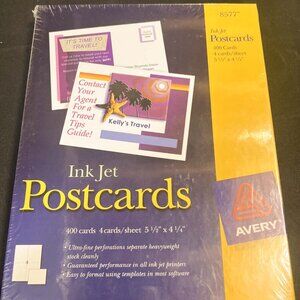 8577™
Ink Jet
Postcards
400 Cards
4 cards/sheet
5 1/2" x 4 1/4"
IT'S TIME TO
TRAVEL!
Contact
Your
Agent
For a
Travel
Tips
Guide!
Kelly's Travel
Ink Jet
Postcards
AVERY
400 cards 4 cards/sheet 5 1/2" x 4 1/4"
• Ultra-fine perforations separate heavyweight
stock cleanly
• Guaranteed performance in all ink jet printers
• Easy to format using templates in most software